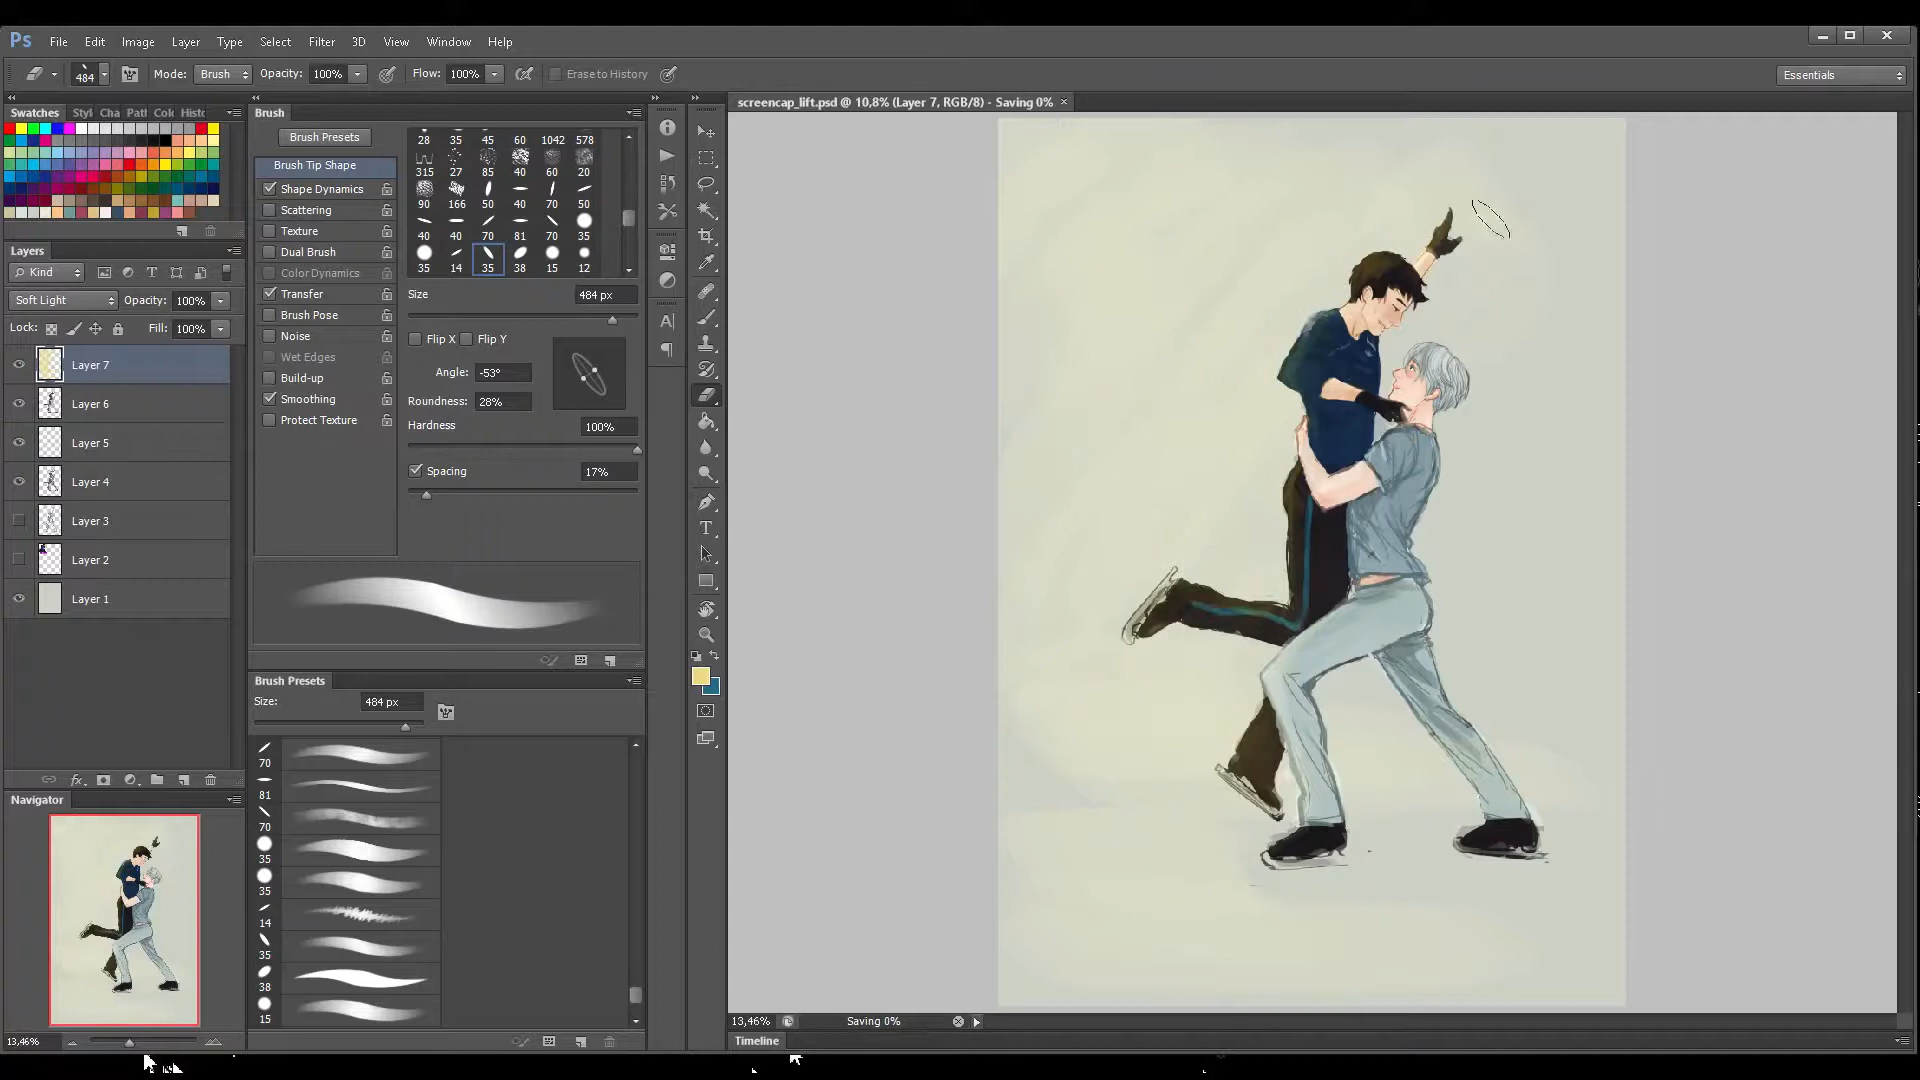 Ps File Edit Image Layer Type Select Filter 3D View Window Help
484 Mode: Brush Opacity: 100% Flow: 100% Erase to History Essentials
Swatches Styl Cha Patl Co Histo
Brush
screencap_lift.psd @ 10,8% (Layer 7, RGB/8) - Saving 0% ×
Brush Presets
Brush Tip Shape
Shape Dynamics
Scattering
Texture
Dual Brush
Color Dynamics
Transfer
Brush Pose
Noise
Wet Edges
Build-up
Smoothing
Protect Texture
28 35 45 60 1042 578
315 27 85 40 60 20
90 166 50 40 70 50
40 40 70 81 70 35
35 14 35 38 15 12
Size 484 px
Flip X Flip Y
Angle: -53°
Roundness: 28%
Hardness 100%
Spacing 17%
Layers
Kind
Soft Light Opacity: 100%
Lock: Fill: 100%
Layer 7
Layer 6
Layer 5
Layer 4
Layer 3
Layer 2
Layer 1
fx
Navigator
13,46%
Brush Presets
Size: 484 px
70
81
70
35
35
14
35
38
15
13,46% Saving 0%
Timeline